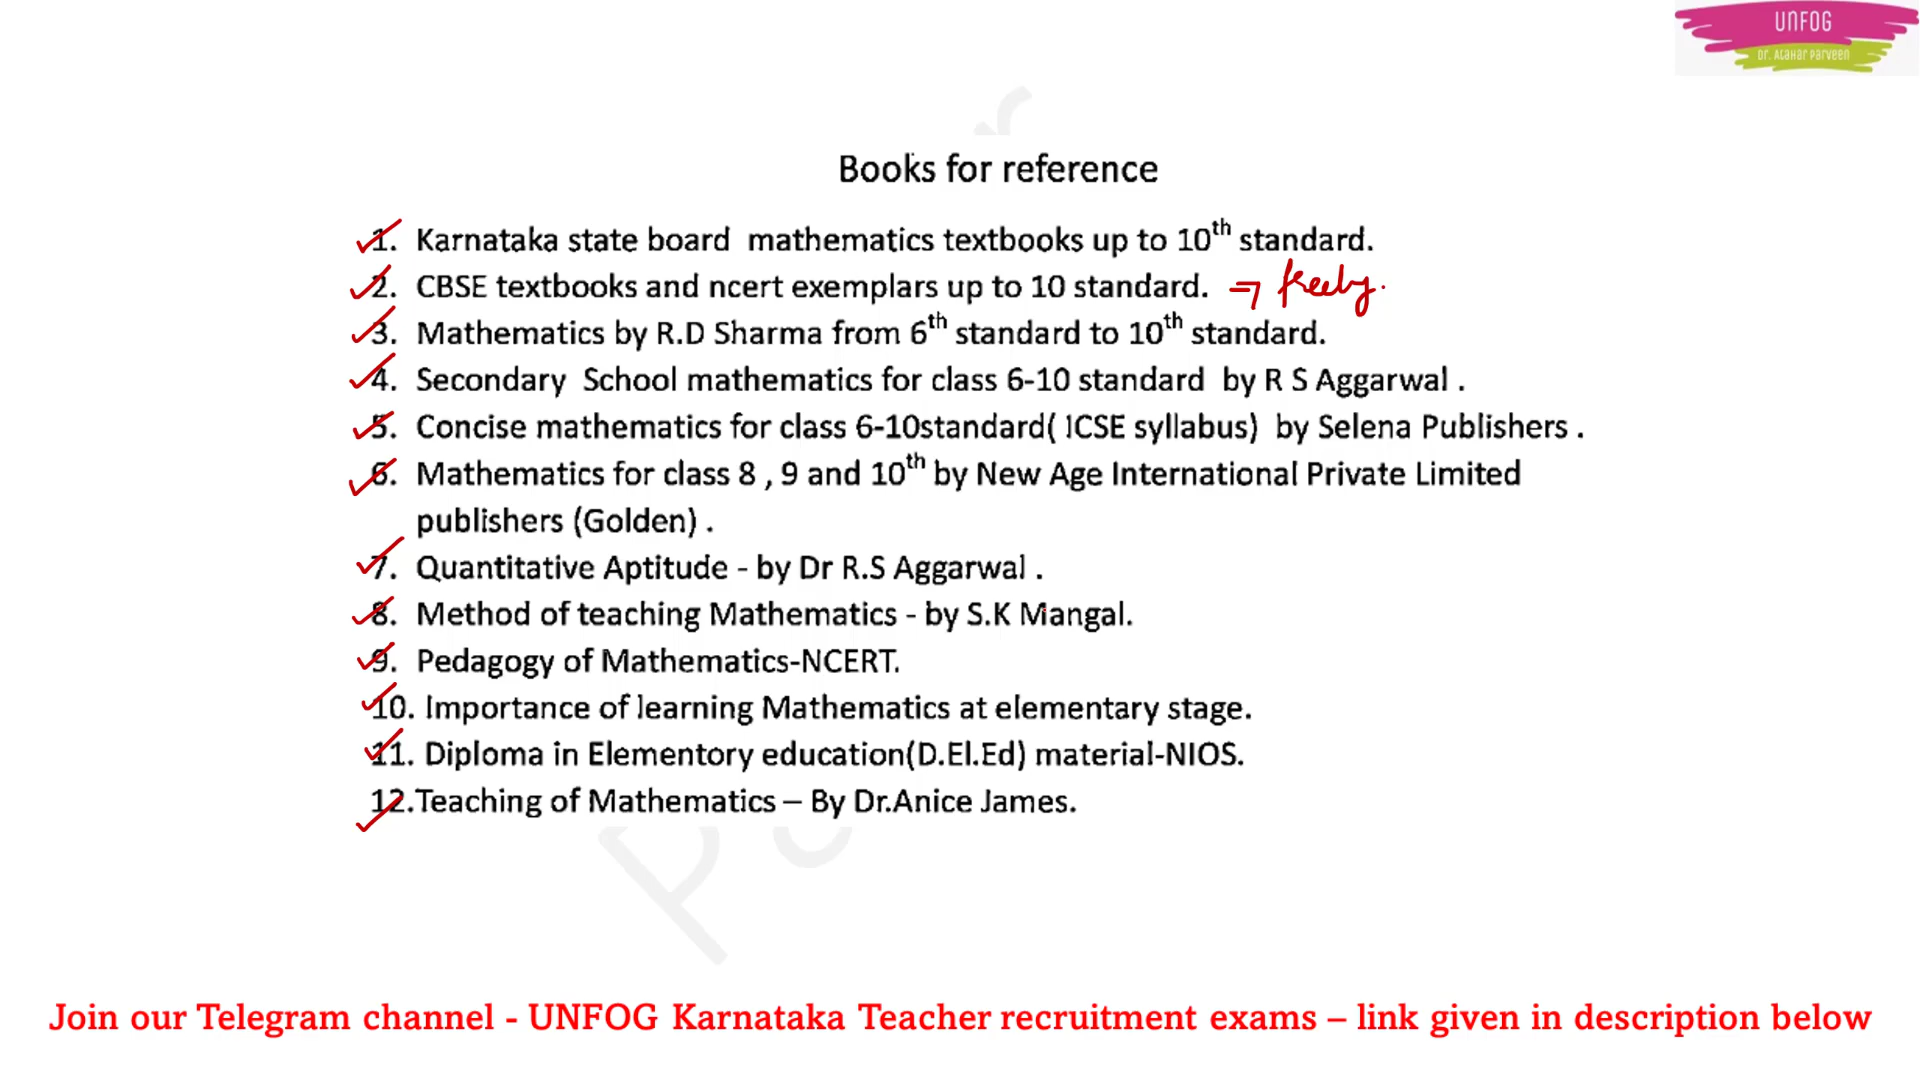 UNFOG
Dr. Atahar Parveen
Books for reference
1. Karnataka state board mathematics textbooks up to 10th standard.
2. CBSE textbooks and ncert exemplars up to 10 standard. ⇒ freely.
3. Mathematics by R.D Sharma from 6th standard to 10th standard.
4. Secondary School mathematics for class 6-10 standard by R S Aggarwal .
5. Concise mathematics for class 6-10standard( ICSE syllabus) by Selena Publishers .
6. Mathematics for class 8 , 9 and 10th by New Age International Private Limited
publishers (Golden) .
7. Quantitative Aptitude - by Dr R.S Aggarwal .
8. Method of teaching Mathematics - by S.K Mangal.
9. Pedagogy of Mathematics-NCERT.
10. Importance of learning Mathematics at elementary stage.
11. Diploma in Elementory education(D.El.Ed) material-NIOS.
12.Teaching of Mathematics – By Dr.Anice James.
Join our Telegram channel - UNFOG Karnataka Teacher recruitment exams – link given in description below